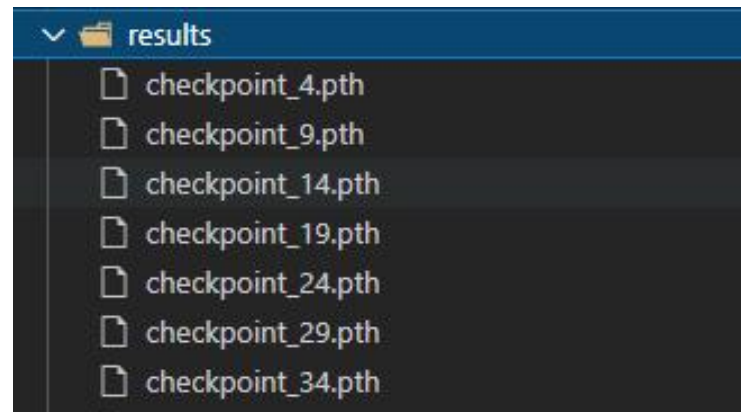 results
checkpoint_4.pth
checkpoint_9.pth
checkpoint_14.pth
checkpoint_19.pth
checkpoint_24.pth
checkpoint_29.pth
checkpoint_34.pth